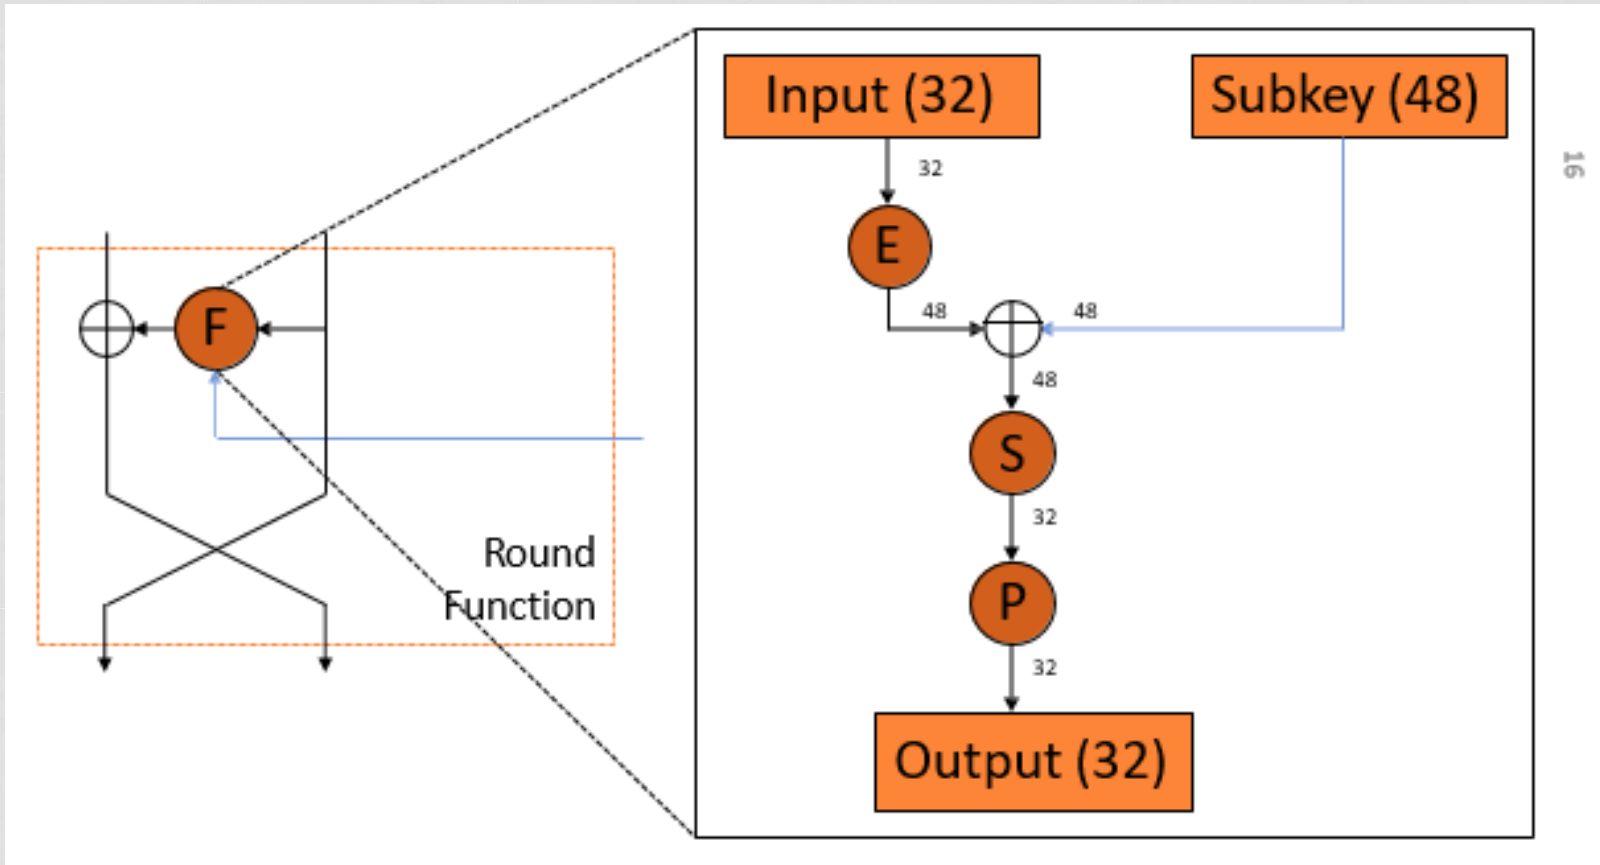 Input (32)
Subkey (48)
32
16
E
48
48
F
48
S
32
Round
Function
P
32
Output (32)